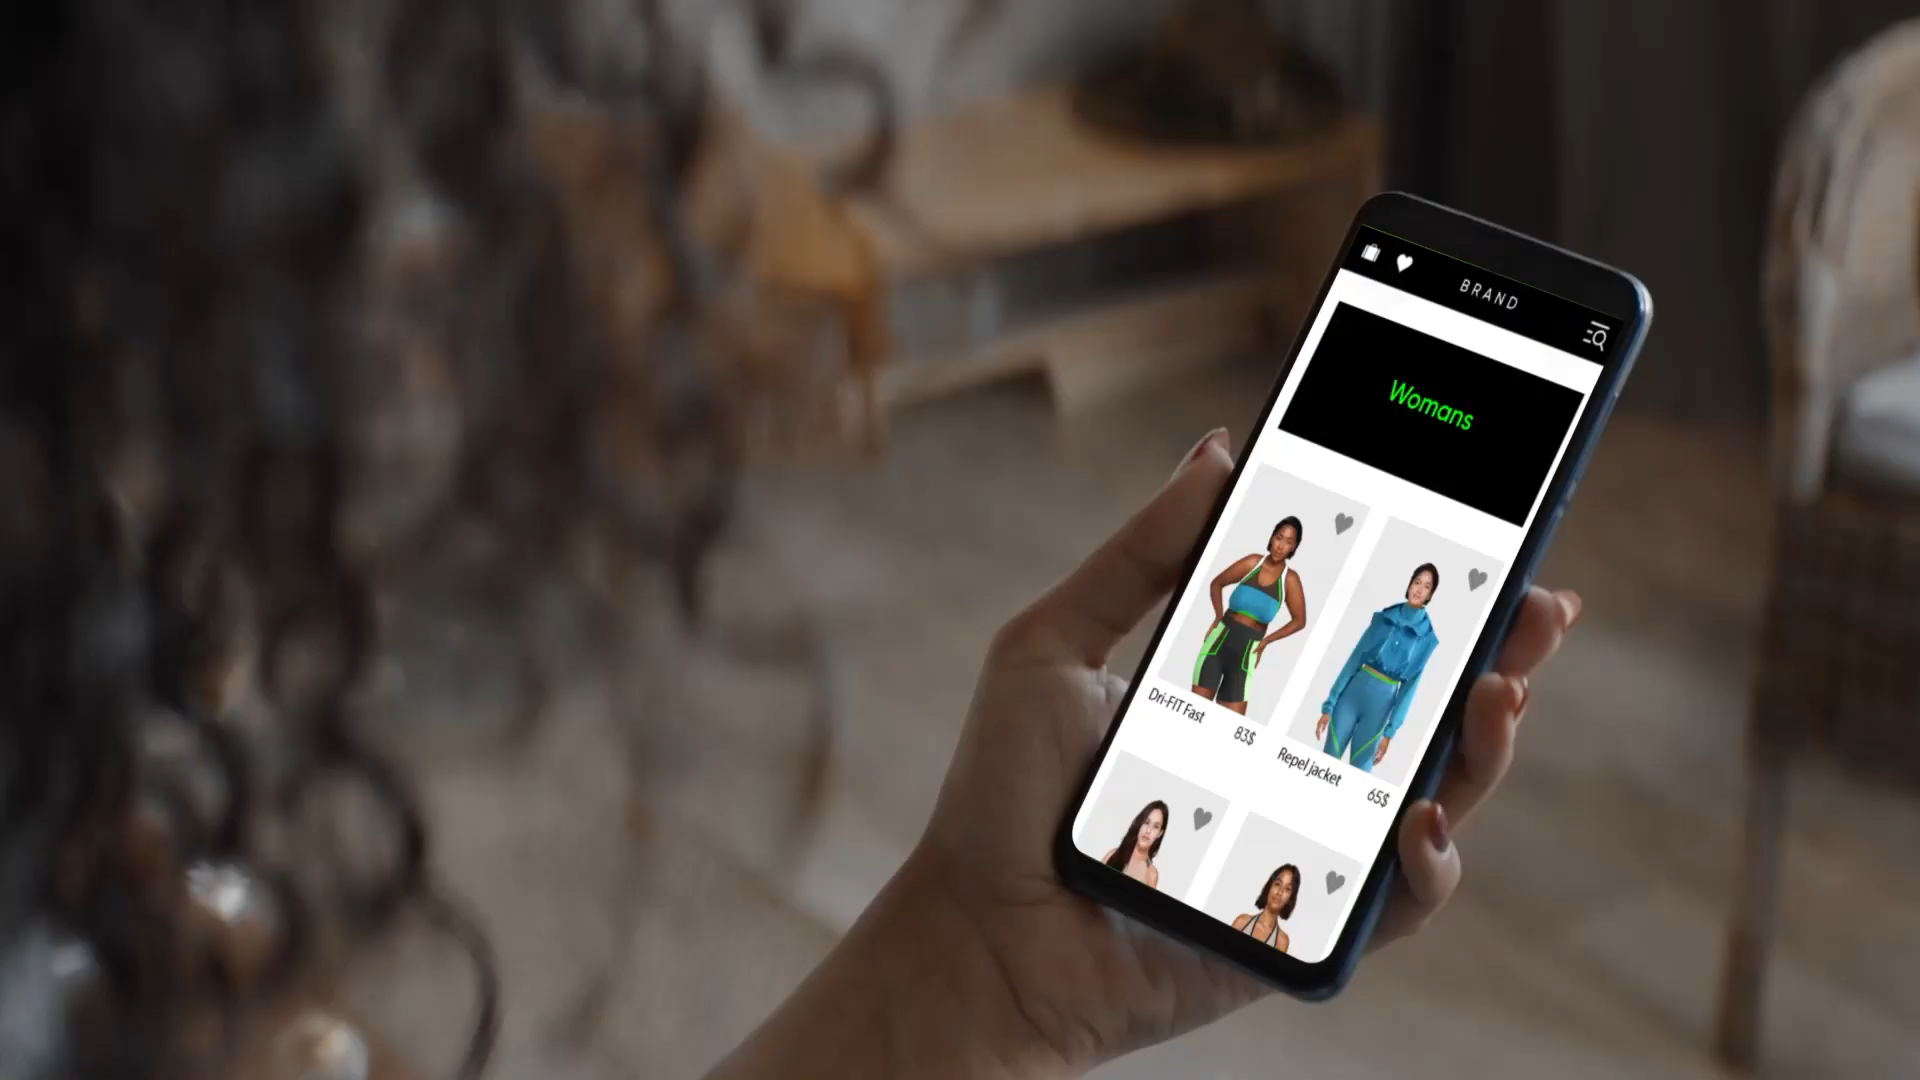 BRAND
Womans
Dri-FIT Fast
83$
Repel jacket
65$